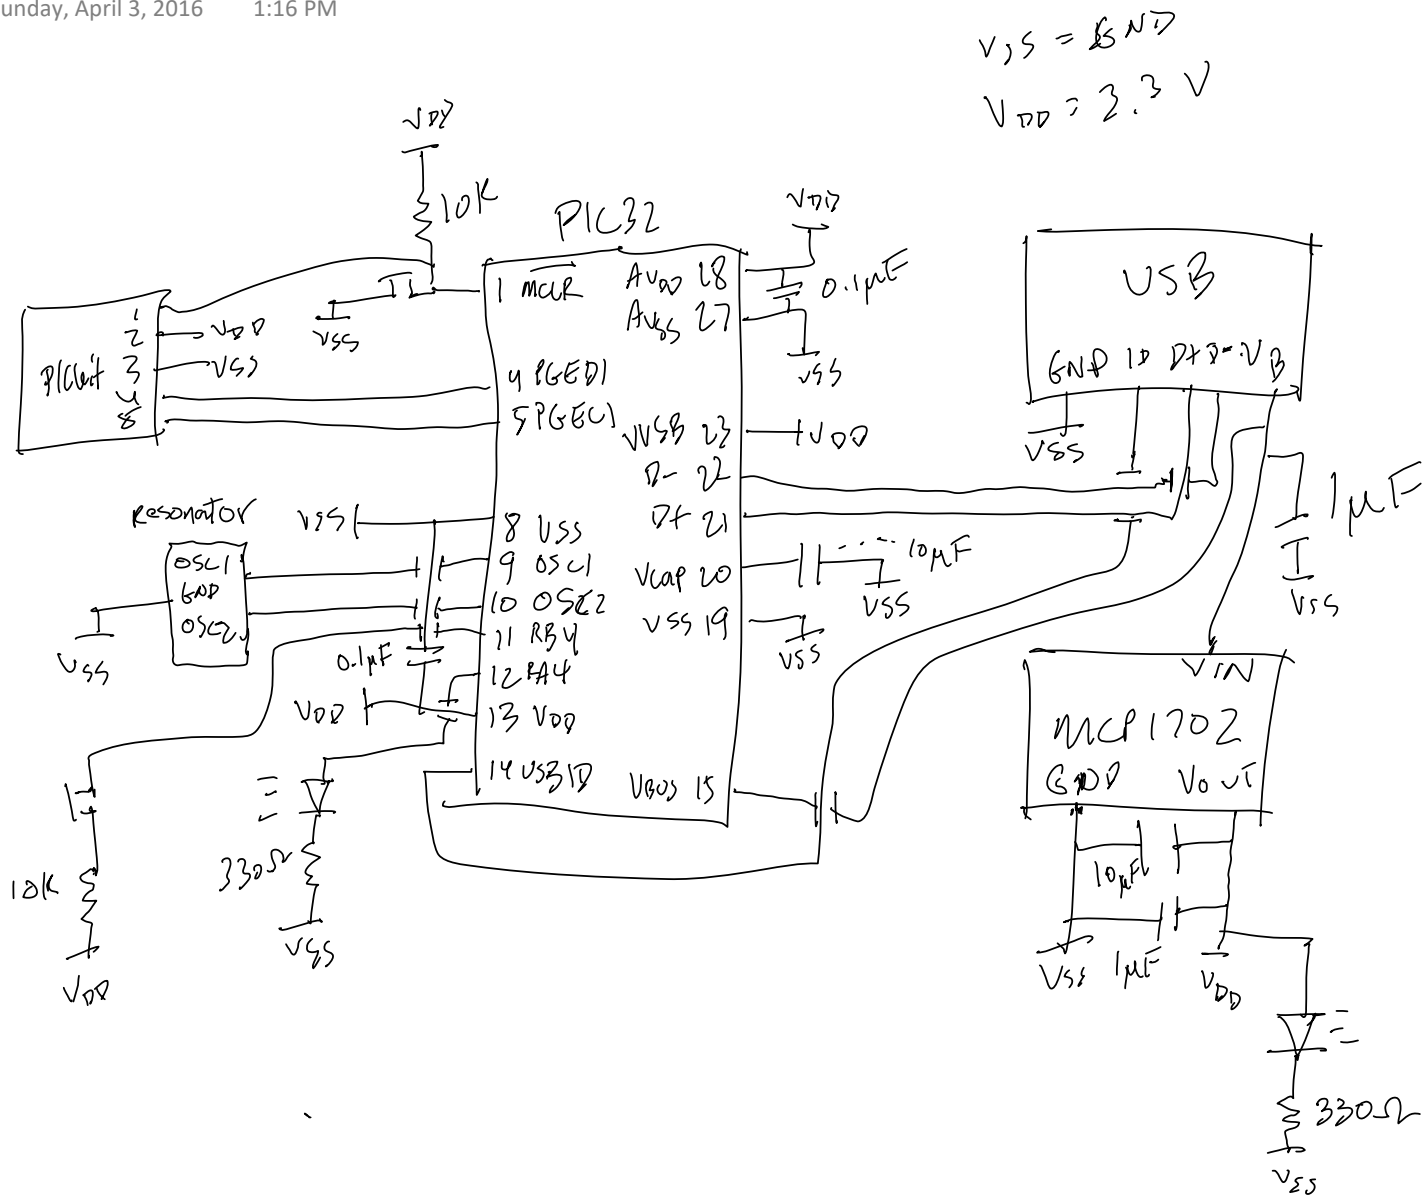 unday, April 3, 2016 1:16 PM
VSS = GND
VDD = 3.3 V
VDD
10K
PIC32
VDD
0.1µF
VSS
1 MCLR
AVDD 28
AVSS 27
VSS
PICkit
1
2
3
4
8
VDD
VSS
4 PGED1
5 PGEC1
VUSB 23
VDD
D- 22
D+ 21
VCAP 20
10µF
VSS
VSS 19
VSS
USB
GND ID D+ D- VB
VSS
1µF
VSS
Resonator
OSC1
GND
OSC2
VSS
VSS
8 VSS
9 OSC1
10 OSC2
11 RB4
0.1µF
12 RA4
VDD
13 VDD
14 USBID
VBUS 15
VIN
MCP1702
GND VOUT
10µF
1µF
VSS
VDD
330Ω
VSS
10K
VDD
330Ω
VSS